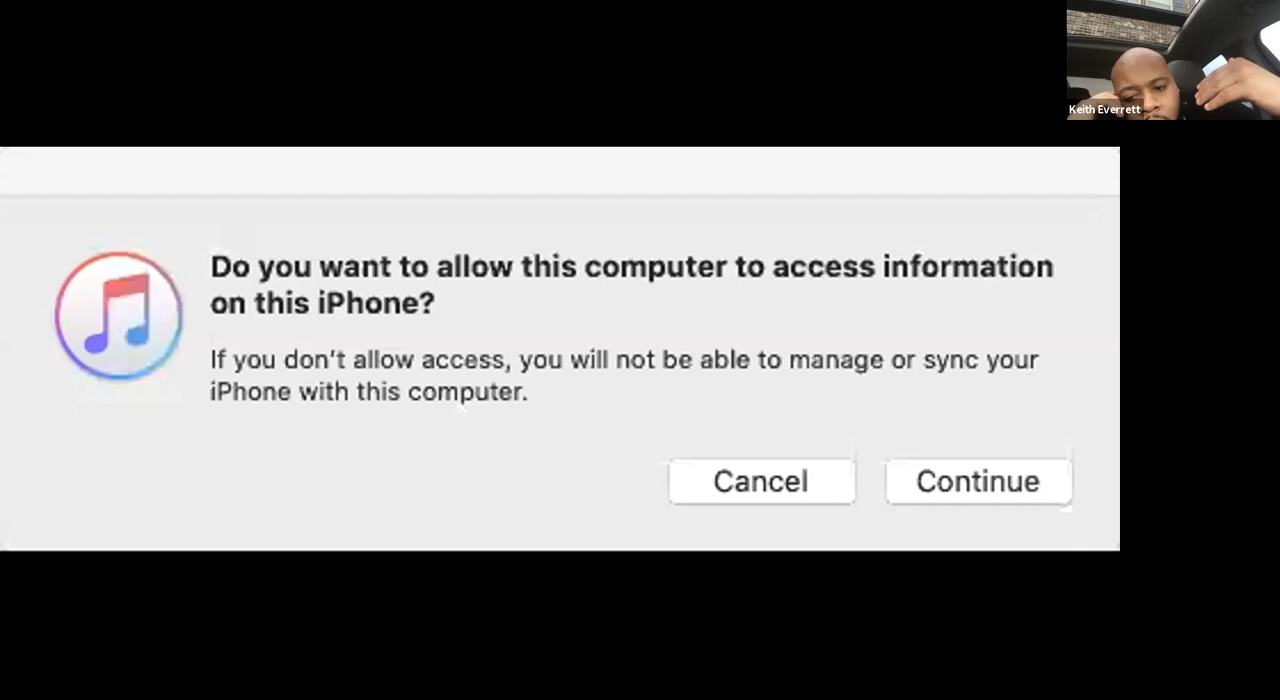 Keith Everrett
Do you want to allow this computer to access information
on this iPhone?
If you don't allow access, you will not be able to manage or sync your
iPhone with this computer.
Cancel
Continue